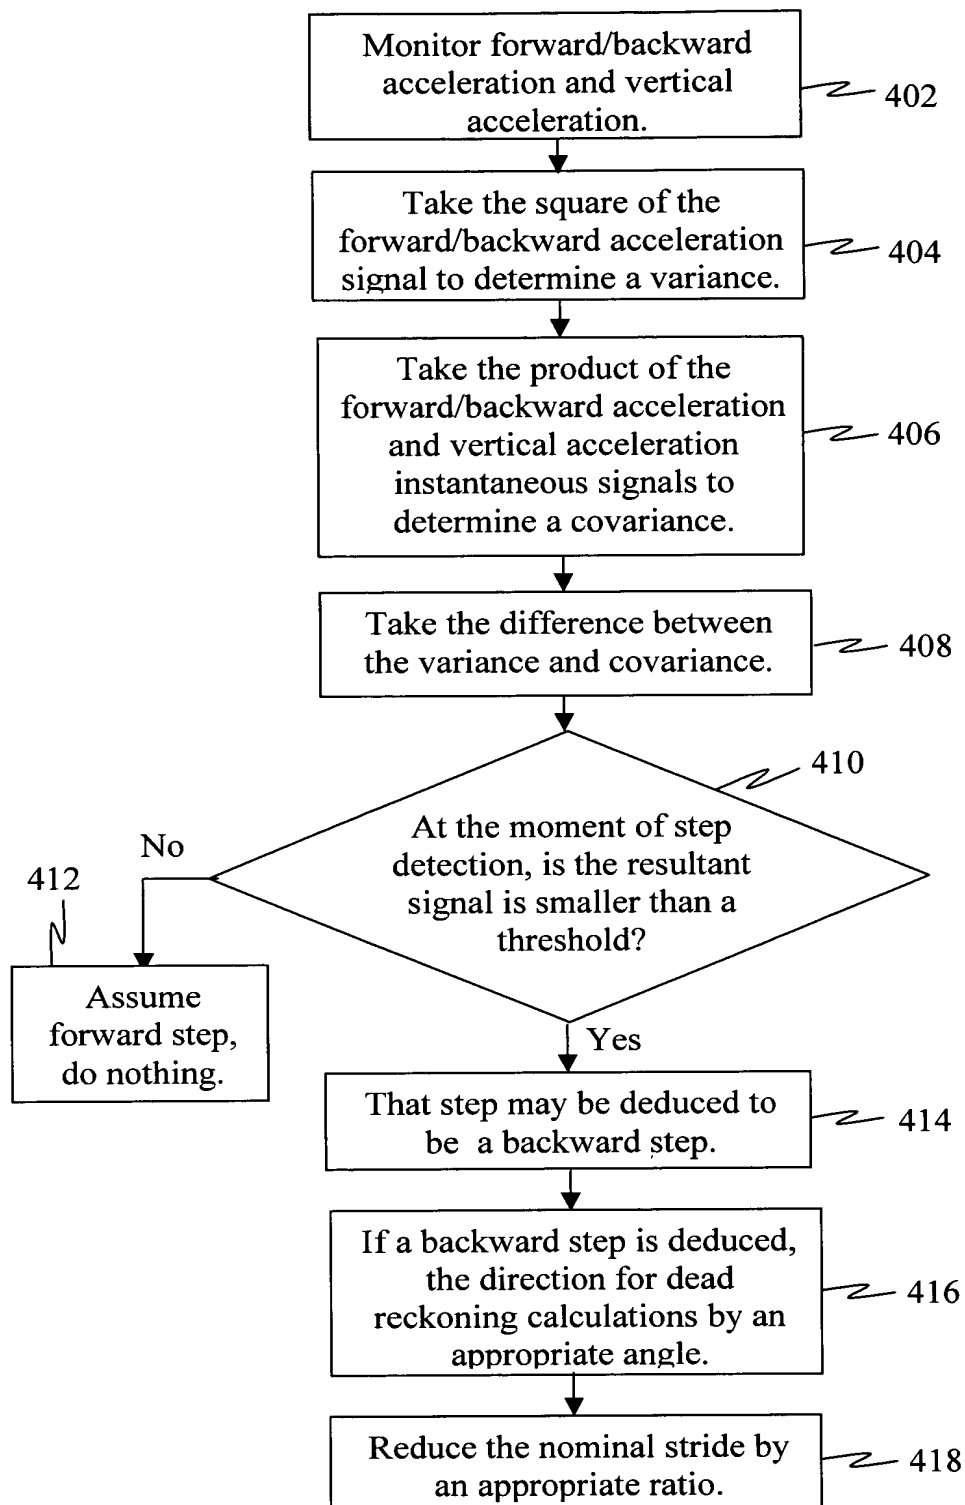 Monitor forward/backward
acceleration and vertical
acceleration.
402
Take the square of the
forward/backward acceleration
signal to determine a variance.
404
Take the product of the
forward/backward acceleration
and vertical acceleration
instantaneous signals to
determine a covariance.
406
Take the difference between
the variance and covariance.
408
410
At the moment of step
detection, is the resultant
signal is smaller than a
threshold?
No
412
Assume
forward step,
do nothing.
Yes
That step may be deduced to
be a backward step.
414
If a backward step is deduced,
the direction for dead
reckoning calculations by an
appropriate angle.
416
Reduce the nominal stride by
an appropriate ratio.
418